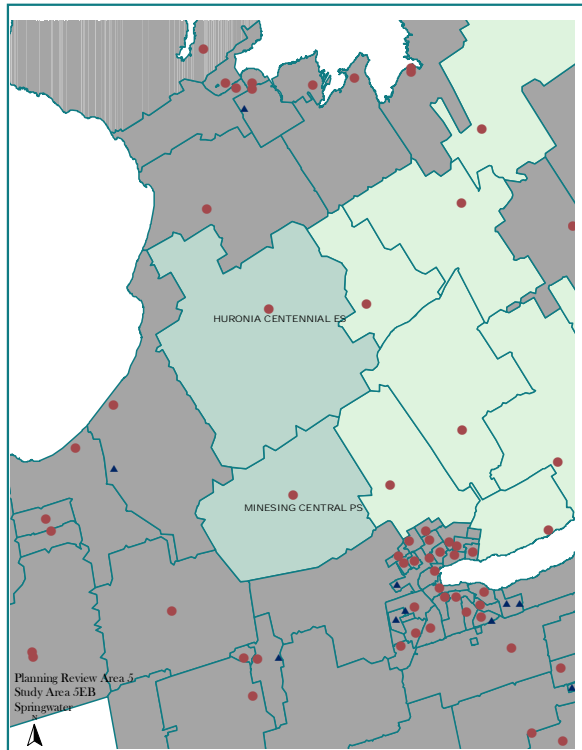 HURONIA CENTENNIAL ES
MINESING CENTRAL PS
Planning Review Area 5
Study Area 5EB
Springwater
N